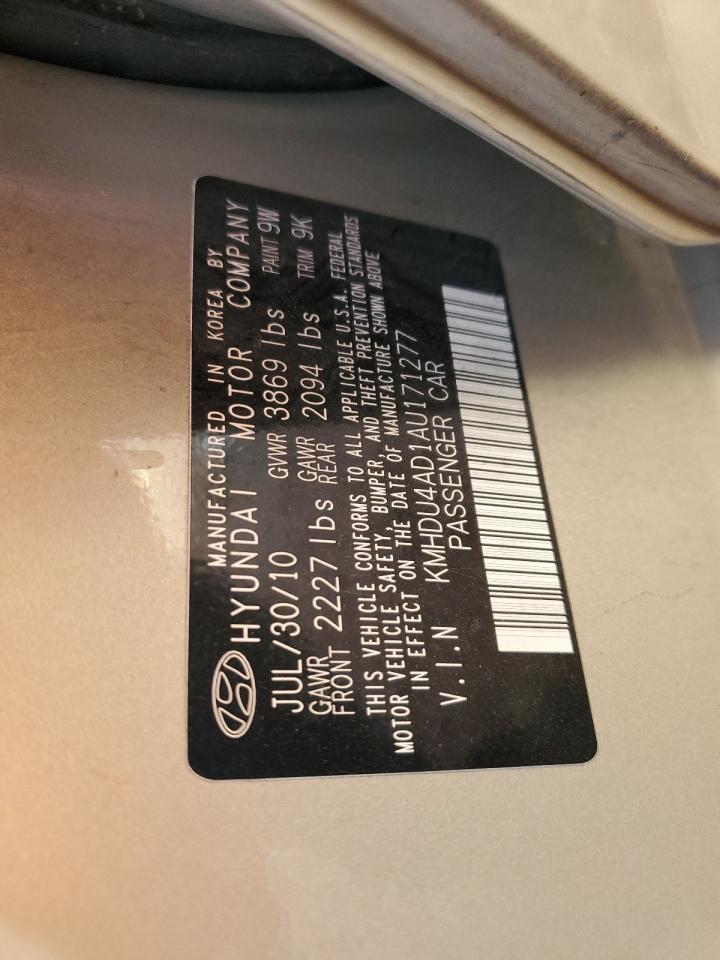 MANUFACTURED IN KOREA BY
HYUNDAI MOTOR COMPANY
JUL/30/10 GVWR 3869 lbs PAINT 9W
GAWR FRONT 2227 lbs GAWR REAR 2094 lbs TRIM 9K
THIS VEHICLE CONFORMS TO ALL APPLICABLE U.S.A. FEDERAL
MOTOR VEHICLE SAFETY, BUMPER, AND THEFT PREVENTION STANDARDS
IN EFFECT ON THE DATE OF MANUFACTURE SHOWN ABOVE
V.I.N KMHDU4AD1AU171277
PASSENGER CAR